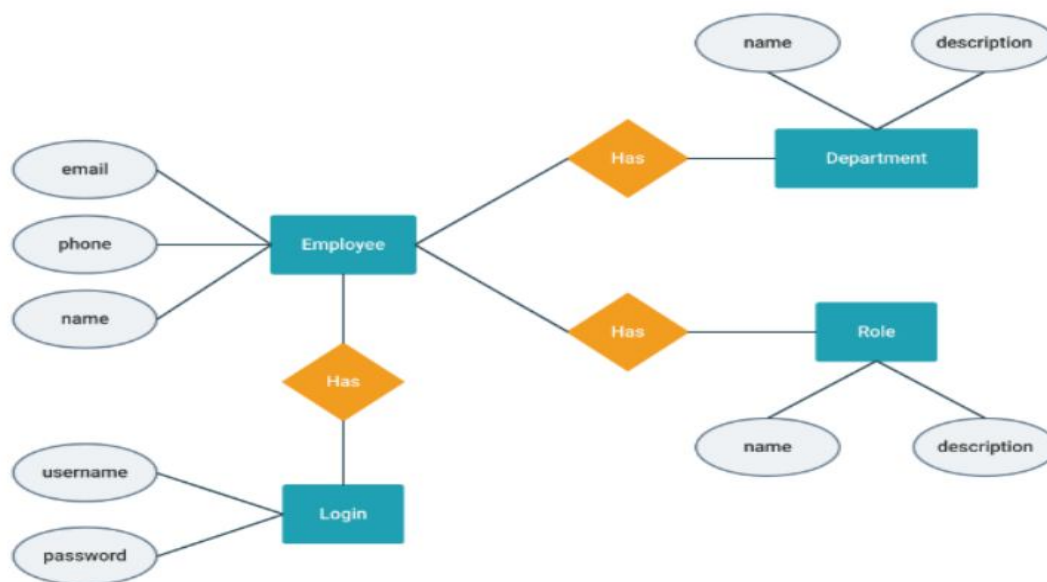 name
description
Has
Department
email
phone
name
Employee
Has
Role
Has
name
description
username
password
Login